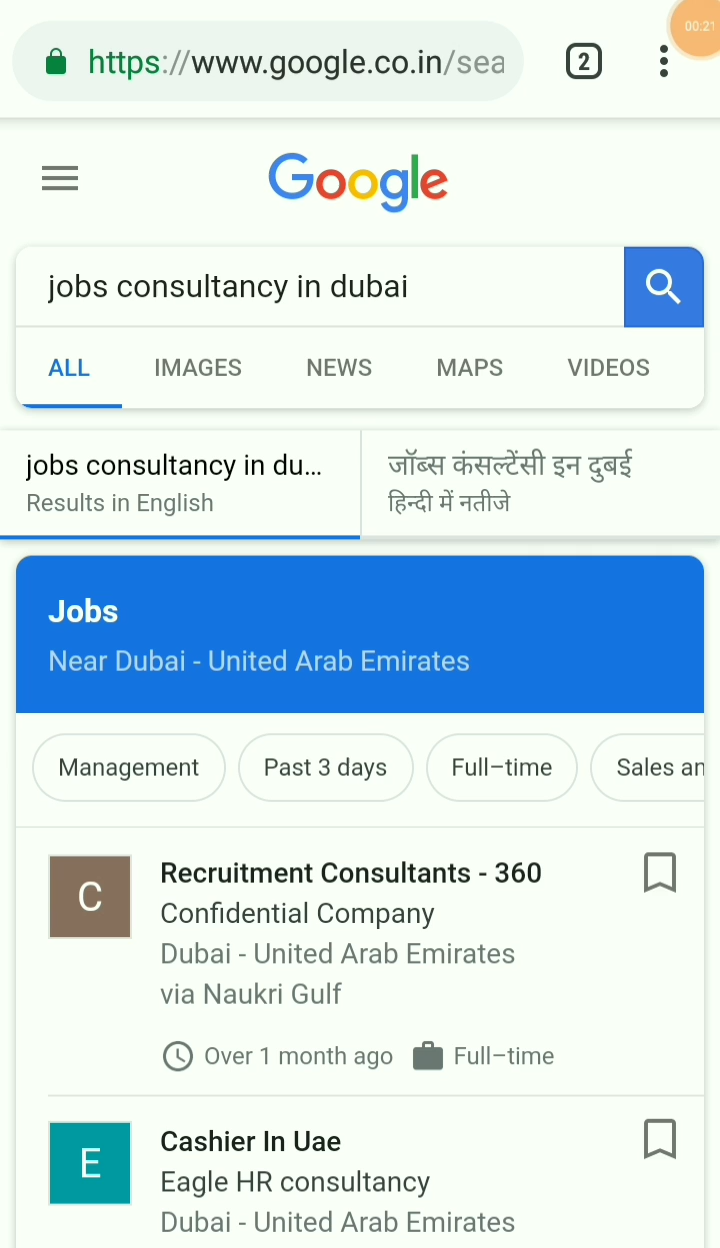 https://www.google.co.in/sea
2
00:21
Google
jobs consultancy in dubai
ALL IMAGES NEWS MAPS VIDEOS
jobs consultancy in du...
Results in English
जॉब्स कंसल्टेंसी इन दुबई
हिन्दी में नतीजे
Jobs
Near Dubai - United Arab Emirates
Management Past 3 days Full-time Sales an
C
Recruitment Consultants - 360
Confidential Company
Dubai - United Arab Emirates
via Naukri Gulf
Over 1 month ago Full-time
E
Cashier In Uae
Eagle HR consultancy
Dubai - United Arab Emirates